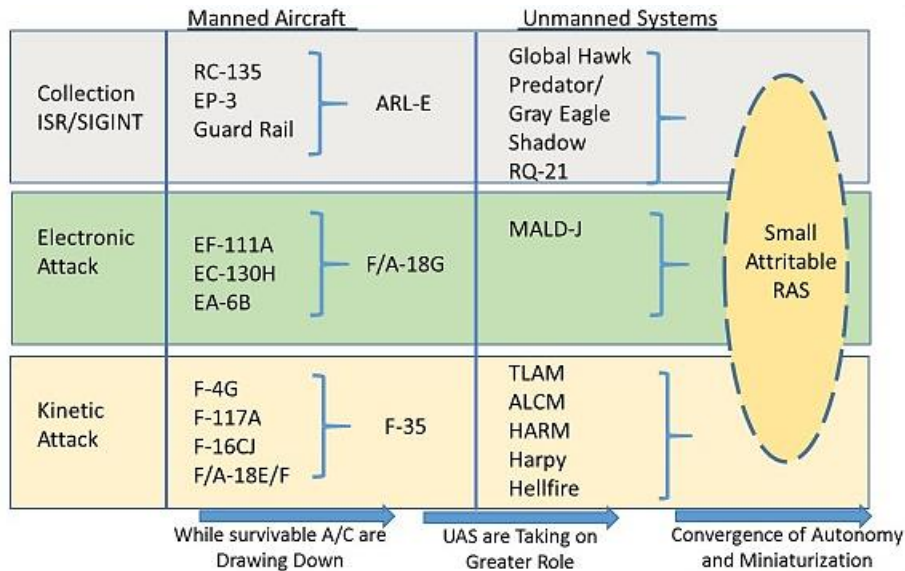 Manned Aircraft
Unmanned Systems
Collection
ISR/SIGINT
RC-135
EP-3
Guard Rail
ARL-E
Global Hawk
Predator/
Gray Eagle
Shadow
RQ-21
Electronic
Attack
EF-111A
EC-130H
EA-6B
F/A-18G
MALD-J
Small
Attritable
RAS
Kinetic
Attack
F-4G
F-117A
F-16CJ
F/A-18E/F
F-35
TLAM
ALCM
HARM
Harpy
Hellfire
While survivable A/C are
Drawing Down
UAS are Taking on
Greater Role
Convergence of Autonomy
and Miniaturization